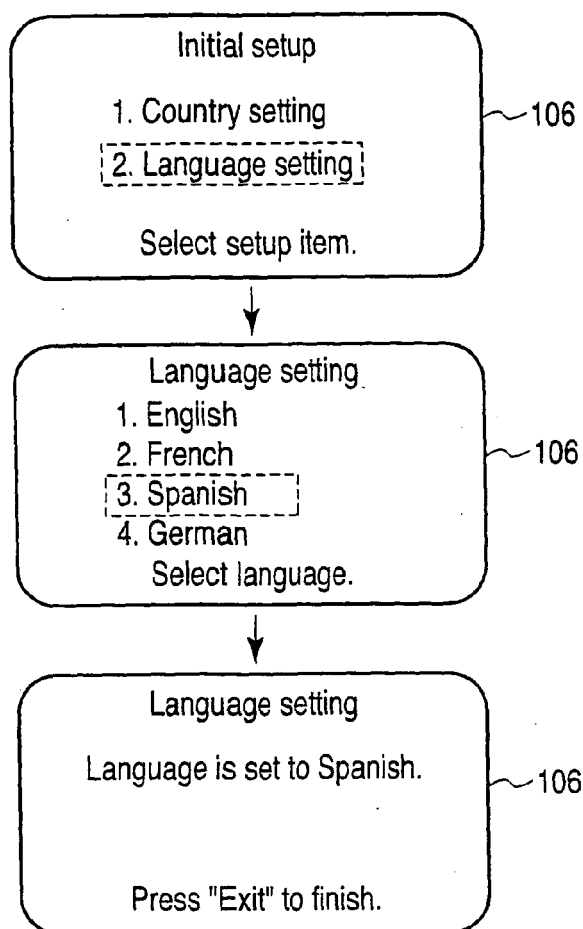 Initial setup
1. Country setting
106
2. Language setting
Select setup item.
Language setting
1. English
2. French
106
3. Spanish
4. German
Select language.
Language setting
Language is set to Spanish.
106
Press "Exit" to finish.